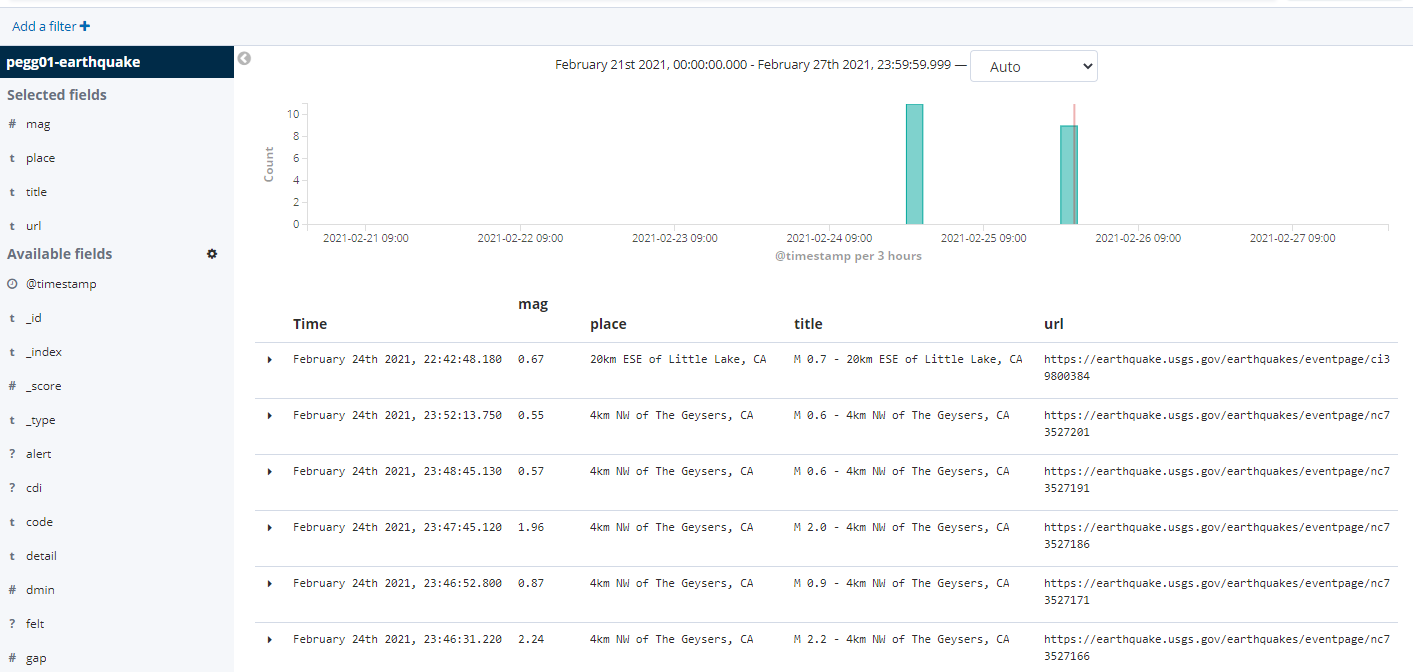 Add a filter +
pegg01-earthquake
Selected fields
# mag
t place
t title
t url
Available fields
@timestamp
t _id
t _index
# _score
t _type
? alert
? cdi
t code
t detail
# dmin
? felt
# gap
February 21st 2021, 00:00:00.000 - February 27th 2021, 23:59:59.999 — Auto
Count
10
8
6
4
2
0
2021-02-21 09:00 2021-02-22 09:00 2021-02-23 09:00 2021-02-24 09:00 2021-02-25 09:00 2021-02-26 09:00 2021-02-27 09:00
@timestamp per 3 hours
Time mag place title url
February 24th 2021, 22:42:48.180 0.67 20km ESE of Little Lake, CA M 0.7 - 20km ESE of Little Lake, CA https://earthquake.usgs.gov/earthquakes/eventpage/ci3
9800384
February 24th 2021, 23:52:13.750 0.55 4km NW of The Geysers, CA M 0.6 - 4km NW of The Geysers, CA https://earthquake.usgs.gov/earthquakes/eventpage/nc7
3527201
February 24th 2021, 23:48:45.130 0.57 4km NW of The Geysers, CA M 0.6 - 4km NW of The Geysers, CA https://earthquake.usgs.gov/earthquakes/eventpage/nc7
3527191
February 24th 2021, 23:47:45.120 1.96 4km NW of The Geysers, CA M 2.0 - 4km NW of The Geysers, CA https://earthquake.usgs.gov/earthquakes/eventpage/nc7
3527186
February 24th 2021, 23:46:52.800 0.87 4km NW of The Geysers, CA M 0.9 - 4km NW of The Geysers, CA https://earthquake.usgs.gov/earthquakes/eventpage/nc7
3527171
February 24th 2021, 23:46:31.220 2.24 4km NW of The Geysers, CA M 2.2 - 4km NW of The Geysers, CA https://earthquake.usgs.gov/earthquakes/eventpage/nc7
3527166